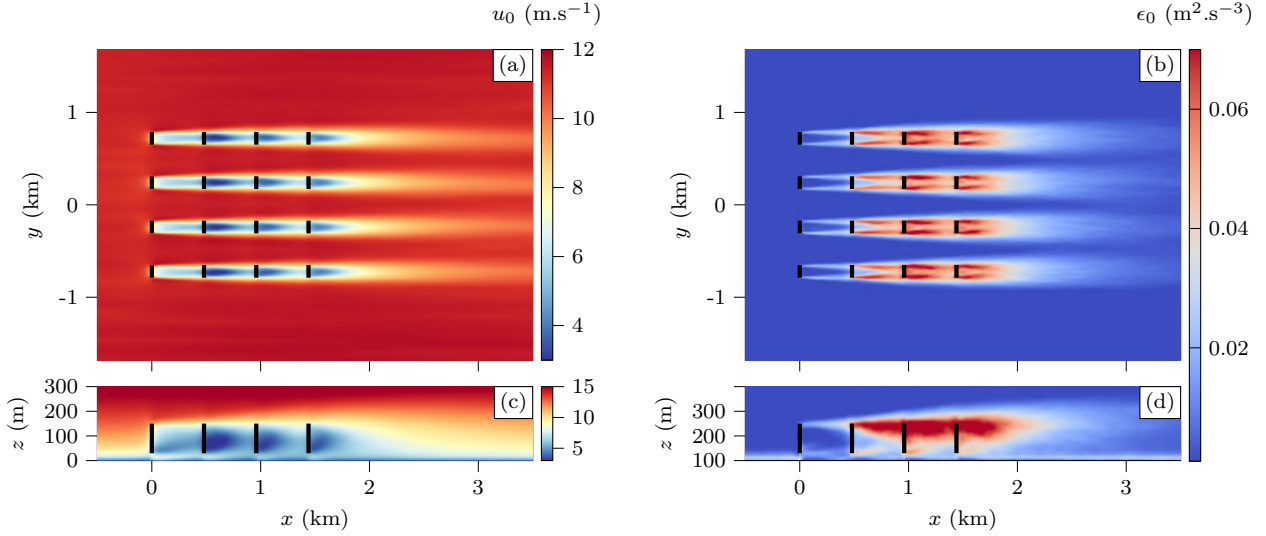 u₀ (m.s⁻¹)
ϵ₀ (m².s⁻³)
(a)
1
0
-1
y (km)
12
10
8
6
4
(b)
1
0
-1
y (km)
0.06
0.04
0.02
(c)
300
200
100
0
z (m)
15
10
5
0
1
2
3
x (km)
(d)
300
200
100
z (m)
0
1
2
3
x (km)